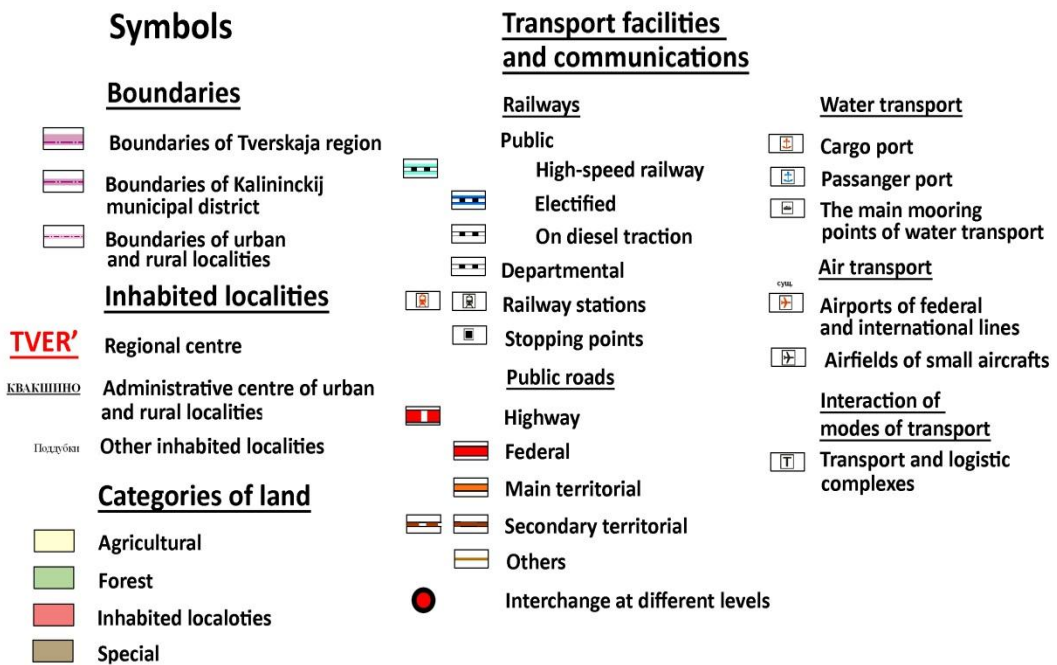 Symbols
Boundaries
Boundaries of Tverskaja region
Boundaries of Kalininckij
municipal district
Boundaries of urban
and rural localities
Inhabited localities
TVER' Regional centre
КВАКШИНО Administrative centre of urban
and rural localities
Поддубки Other inhabited localities
Categories of land
Agricultural
Forest
Inhabited localoties
Special
Transport facilities
and communications
Railways
Public
High-speed railway
Electified
On diesel traction
Departmental
Railway stations
Stopping points
Public roads
Highway
Federal
Main territorial
Secondary territorial
Others
Interchange at different levels
Water transport
Cargo port
Passanger port
The main mooring
points of water transport
Air transport
сущ.
Airports of federal
and international lines
Airfields of small aircrafts
Interaction of
modes of transport
T Transport and logistic
complexes